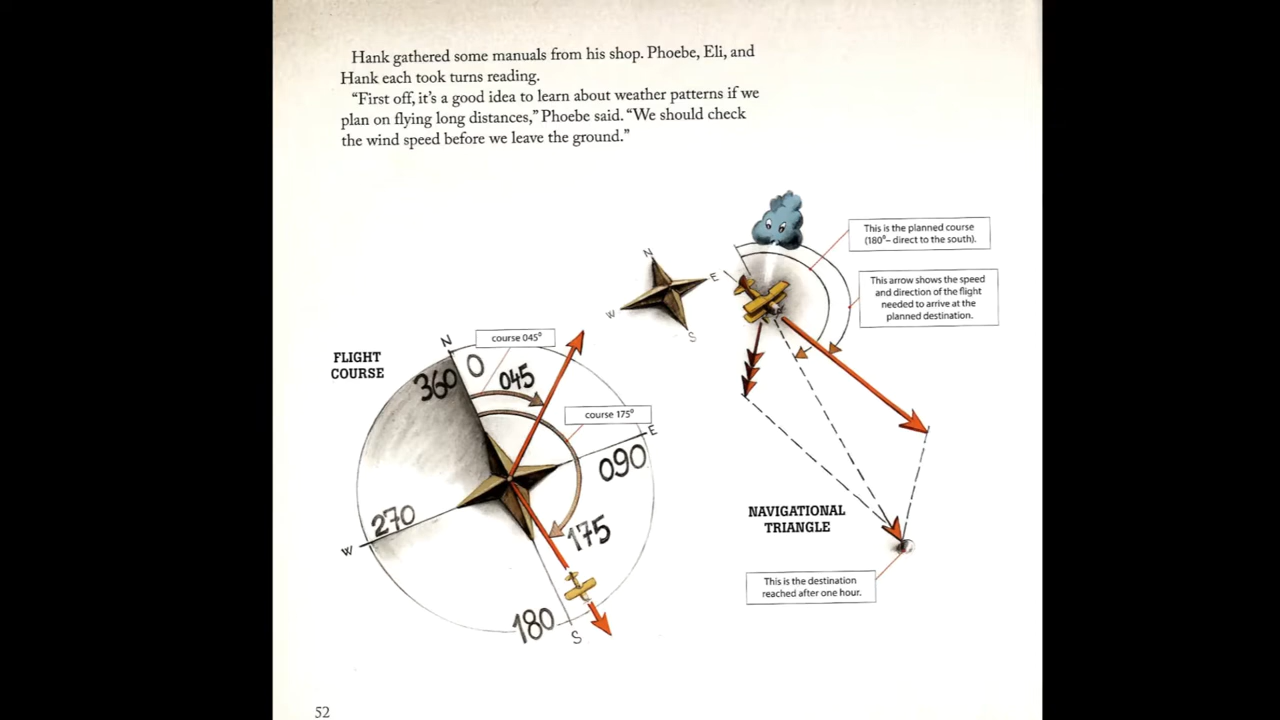 Hank gathered some manuals from his shop. Phoebe, Eli, and
Hank each took turns reading.
“First off, it’s a good idea to learn about weather patterns if we
plan on flying long distances,” Phoebe said. “We should check
the wind speed before we leave the ground.”
This is the planned course
(180°– direct to the south).
This arrow shows the speed
and direction of the flight
needed to arrive at the
planned destination.
N
E
W
S
FLIGHT
COURSE
N
course 045°
360
0
045
course 175°
E
090
270
W
175
180
S
NAVIGATIONAL
TRIANGLE
This is the destination
reached after one hour.
52